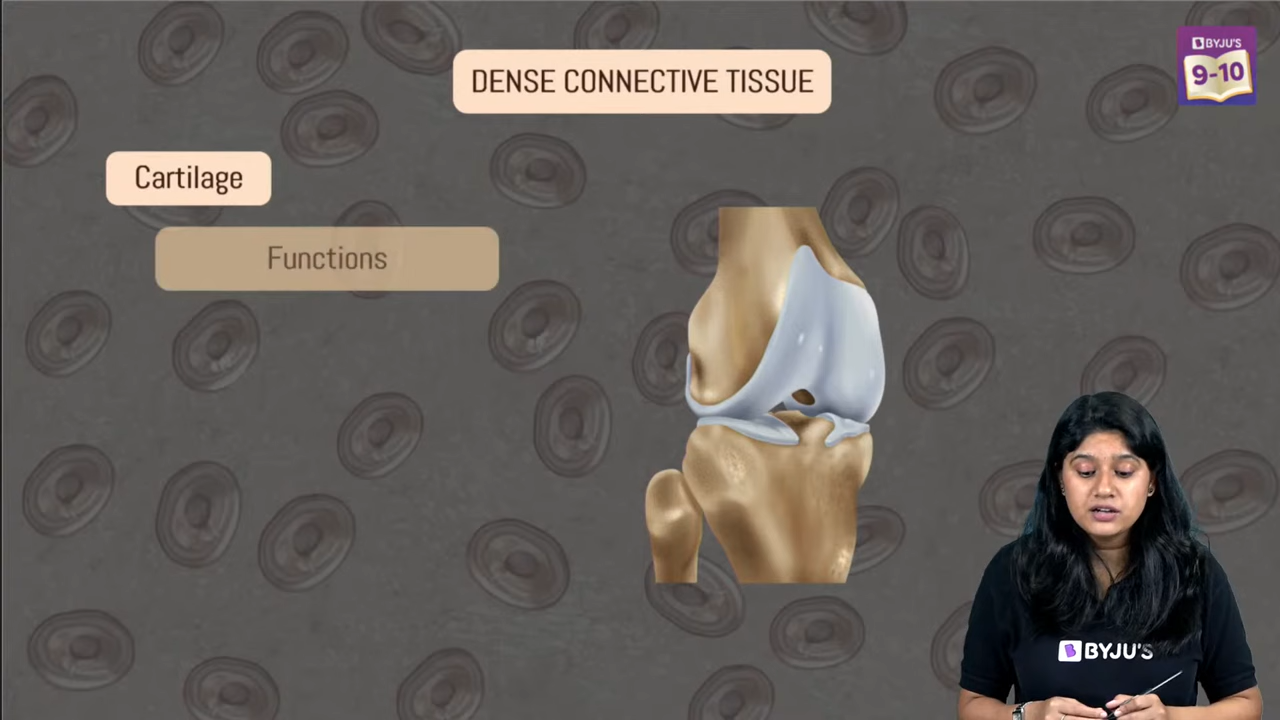 DENSE CONNECTIVE TISSUE
BYJU'S
9-10
Cartilage
Functions
BYJU'S